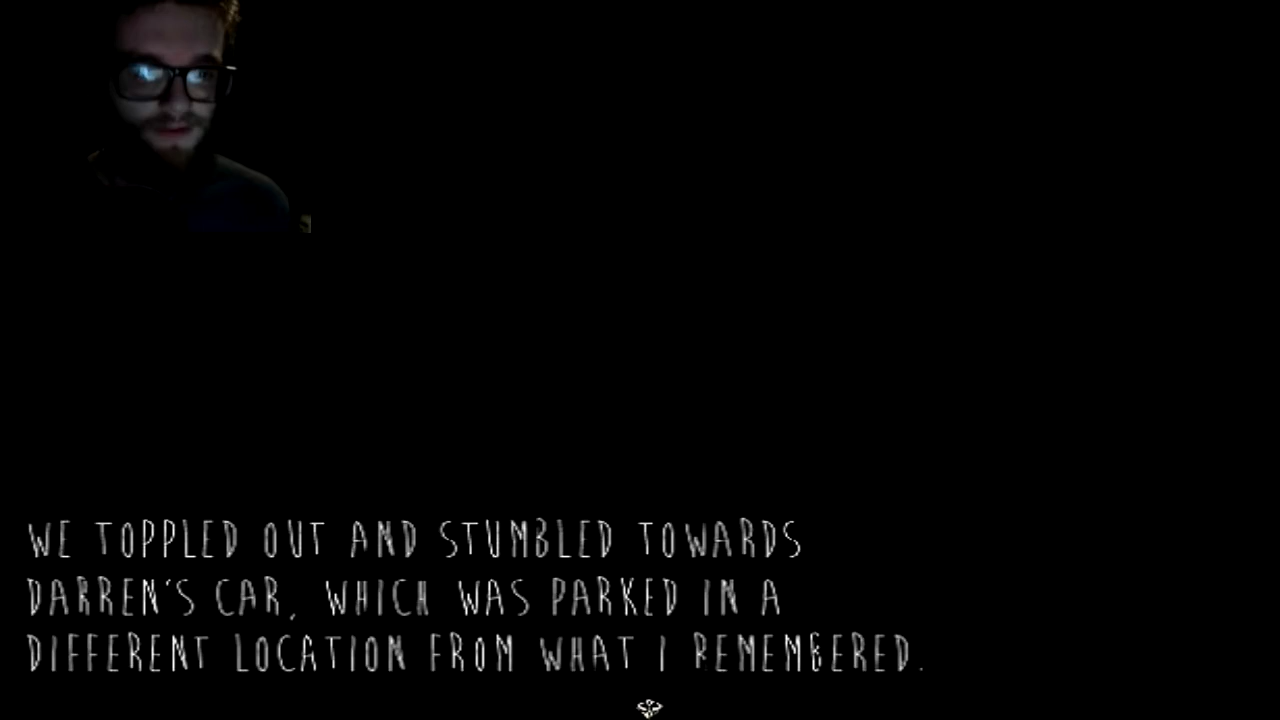 WE TOPPLED OUT AND STUMBLED TOWARDS
DARREN'S CAR, WHICH WAS PARKED IN A
DIFFERENT LOCATION FROM WHAT I REMEMBERED.